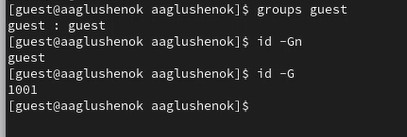 [guest@aaglushenok aaglushenok]$ groups guest
guest : guest
[guest@aaglushenok aaglushenok]$ id -Gn
guest
[guest@aaglushenok aaglushenok]$ id -G
1001
[guest@aaglushenok aaglushenok]$